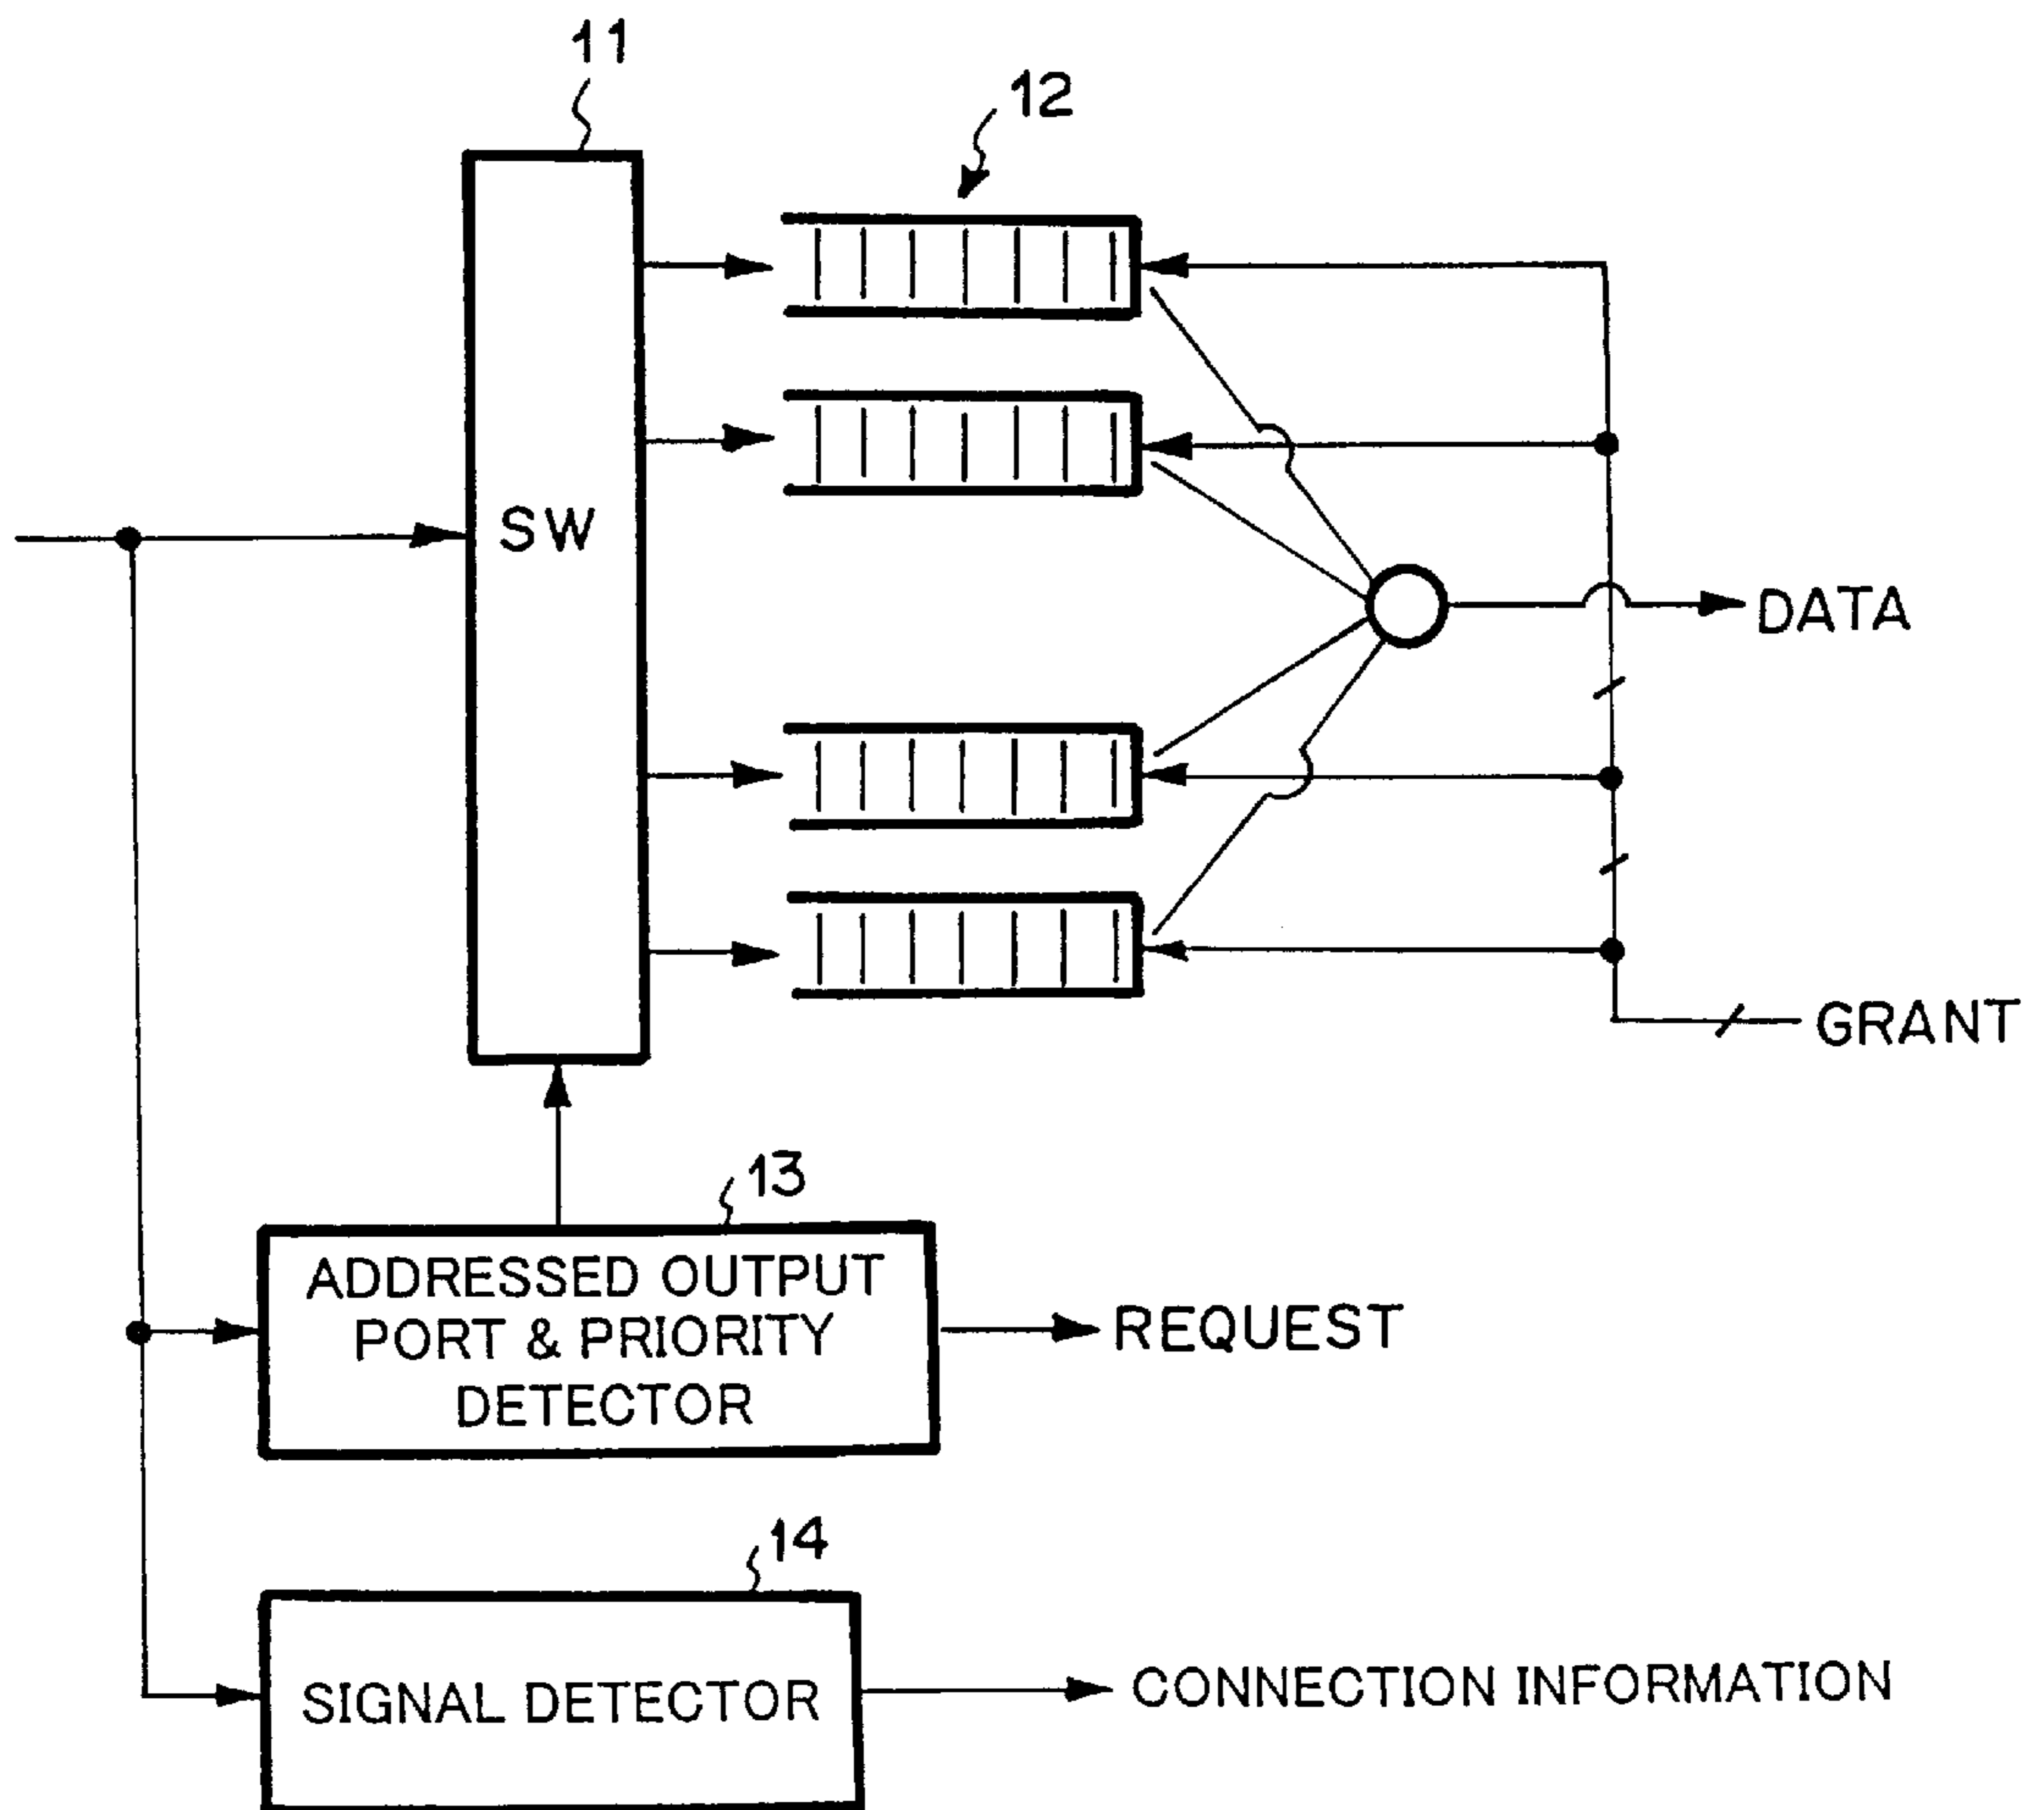 11
12
SW
DATA
GRANT
13
ADDRESSED OUTPUT
PORT & PRIORITY
DETECTOR
REQUEST
14
SIGNAL DETECTOR
CONNECTION INFORMATION